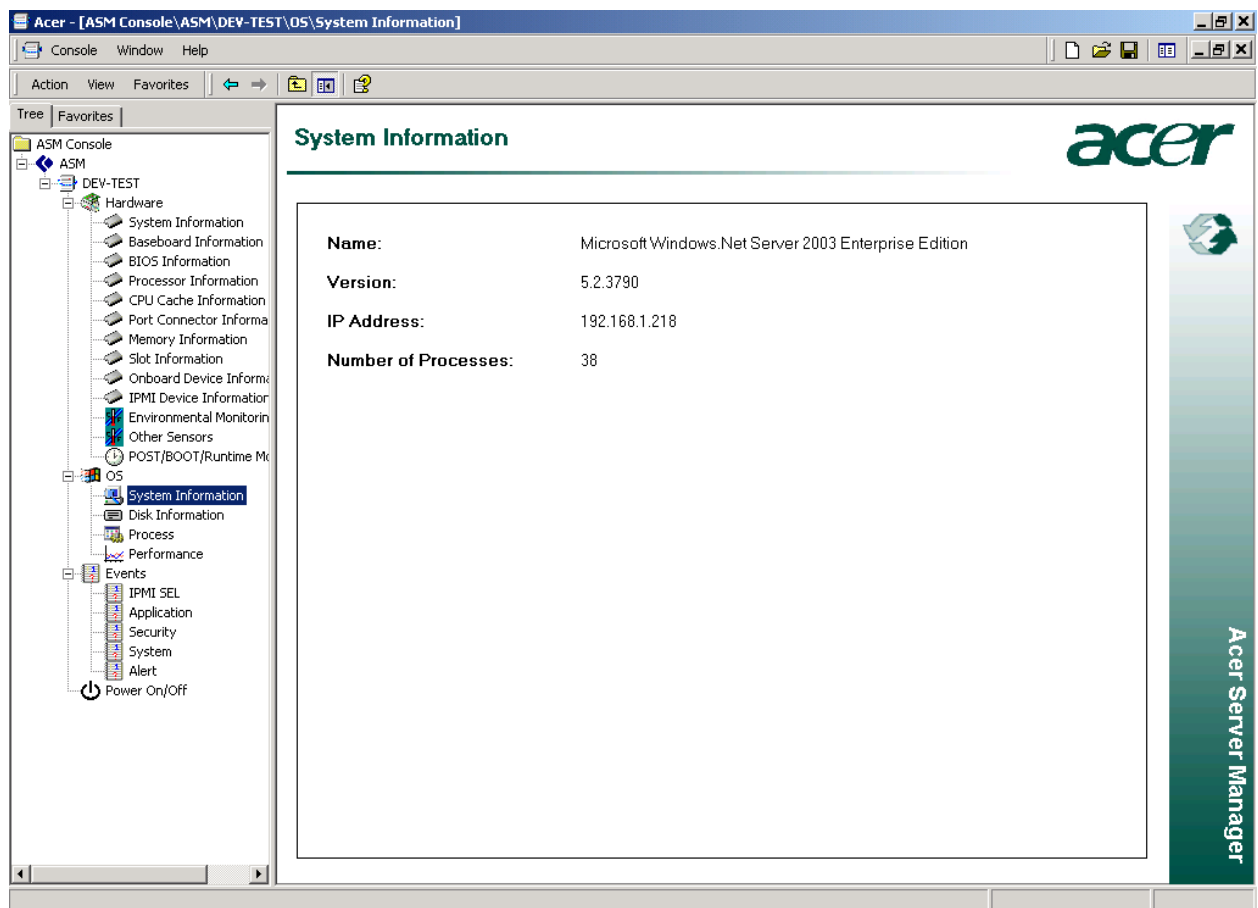 Acer - [ASM Console\ASM\DEV-TEST\OS\System Information]
Console Window Help
Action View Favorites
Tree Favorites
ASM Console
ASM
DEV-TEST
Hardware
System Information
Baseboard Information
BIOS Information
Processor Information
CPU Cache Information
Port Connector Informa
Memory Information
Slot Information
Onboard Device Informa
IPMI Device Information
Environmental Monitorin
Other Sensors
POST/BOOT/Runtime Mo
OS
System Information
Disk Information
Process
Performance
Events
IPMI SEL
Application
Security
System
Alert
Power On/Off
System Information
acer
Name: Microsoft Windows.Net Server 2003 Enterprise Edition
Version: 5.2.3790
IP Address: 192.168.1.218
Number of Processes: 38
Acer Server Manager